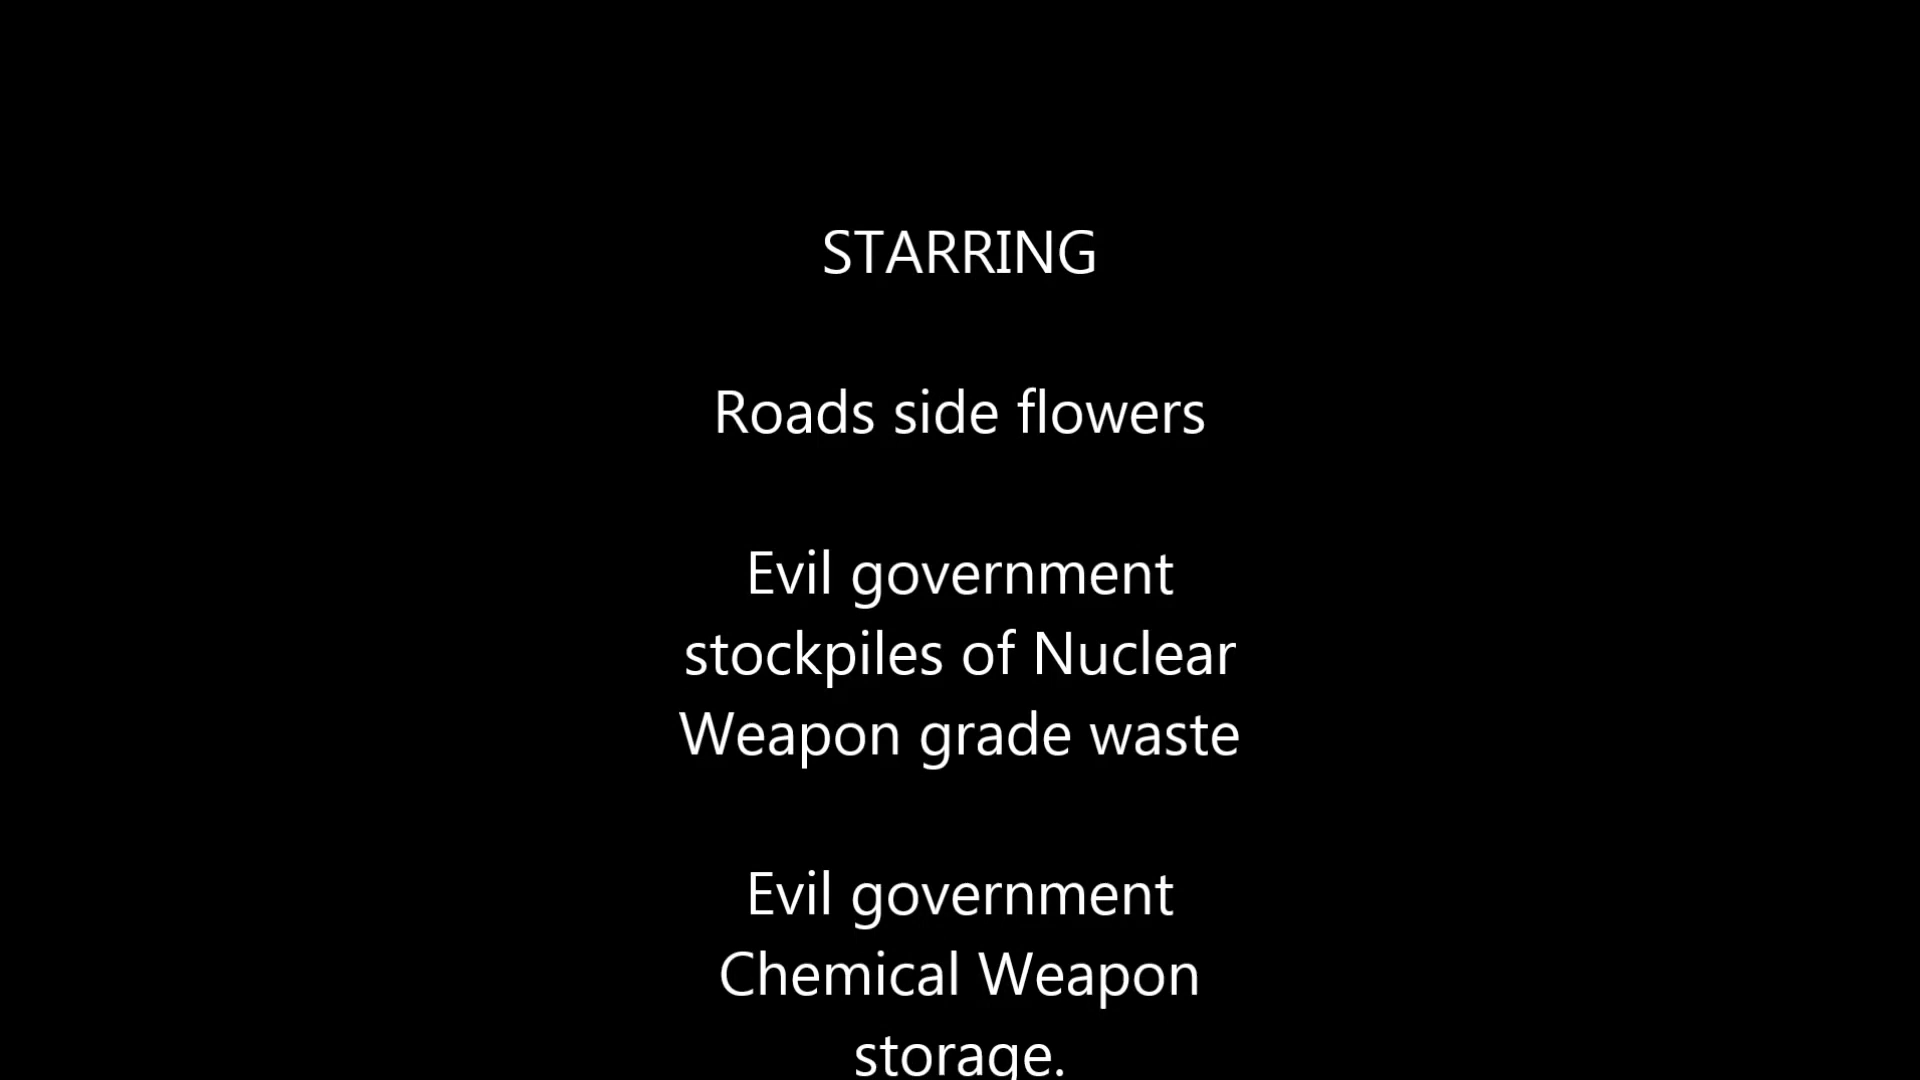 STARRING
Roads side flowers
Evil government
stockpiles of Nuclear
Weapon grade waste
Evil government
Chemical Weapon
storage.